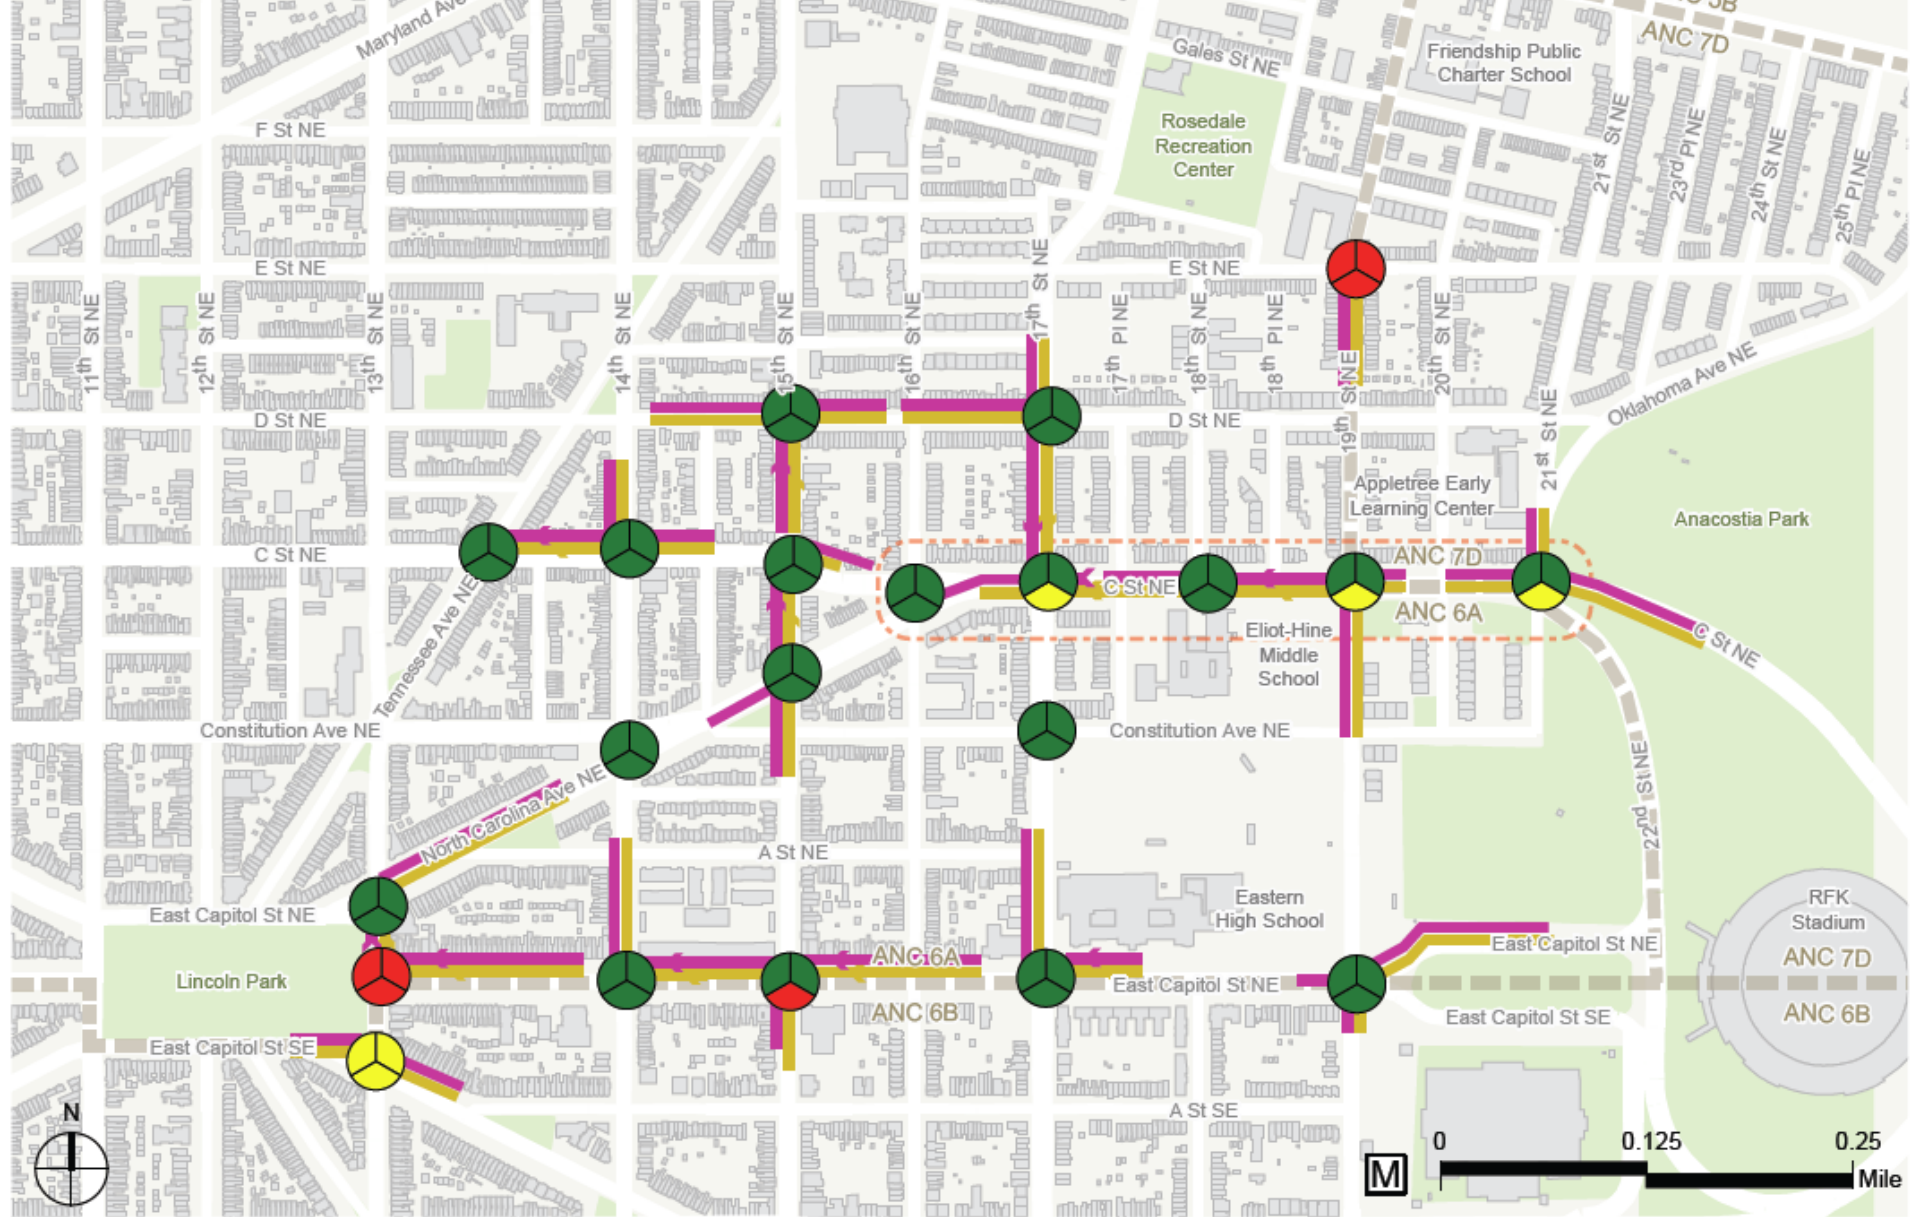 Maryland Ave
ANC 5B
ANC 7D
Gales St NE
Friendship Public
Charter School
F St NE
Rosedale
Recreation
Center
21st St NE
23rd Pl NE
24th St NE
25th Pl NE
E St NE
E St NE
11th St NE
12th St NE
13th St NE
14th St NE
15th St NE
16th St NE
17th St NE
17th Pl NE
18th St NE
18th Pl NE
19th St NE
20th St NE
21st St NE
Oklahoma Ave NE
D St NE
D St NE
Appletree Early
Learning Center
Anacostia Park
C St NE
ANC 7D
C St NE
ANC 6A
C St NE
Tennessee Ave NE
Eliot-Hine
Middle
School
Constitution Ave NE
Constitution Ave NE
22nd St NE
North Carolina Ave NE
A St NE
Eastern
High School
RFK
Stadium
East Capitol St NE
East Capitol St NE
ANC 6A
ANC 7D
Lincoln Park
East Capitol St NE
ANC 6B
ANC 6B
East Capitol St SE
East Capitol St SE
A St SE
N
M
0 0.125 0.25
Mile